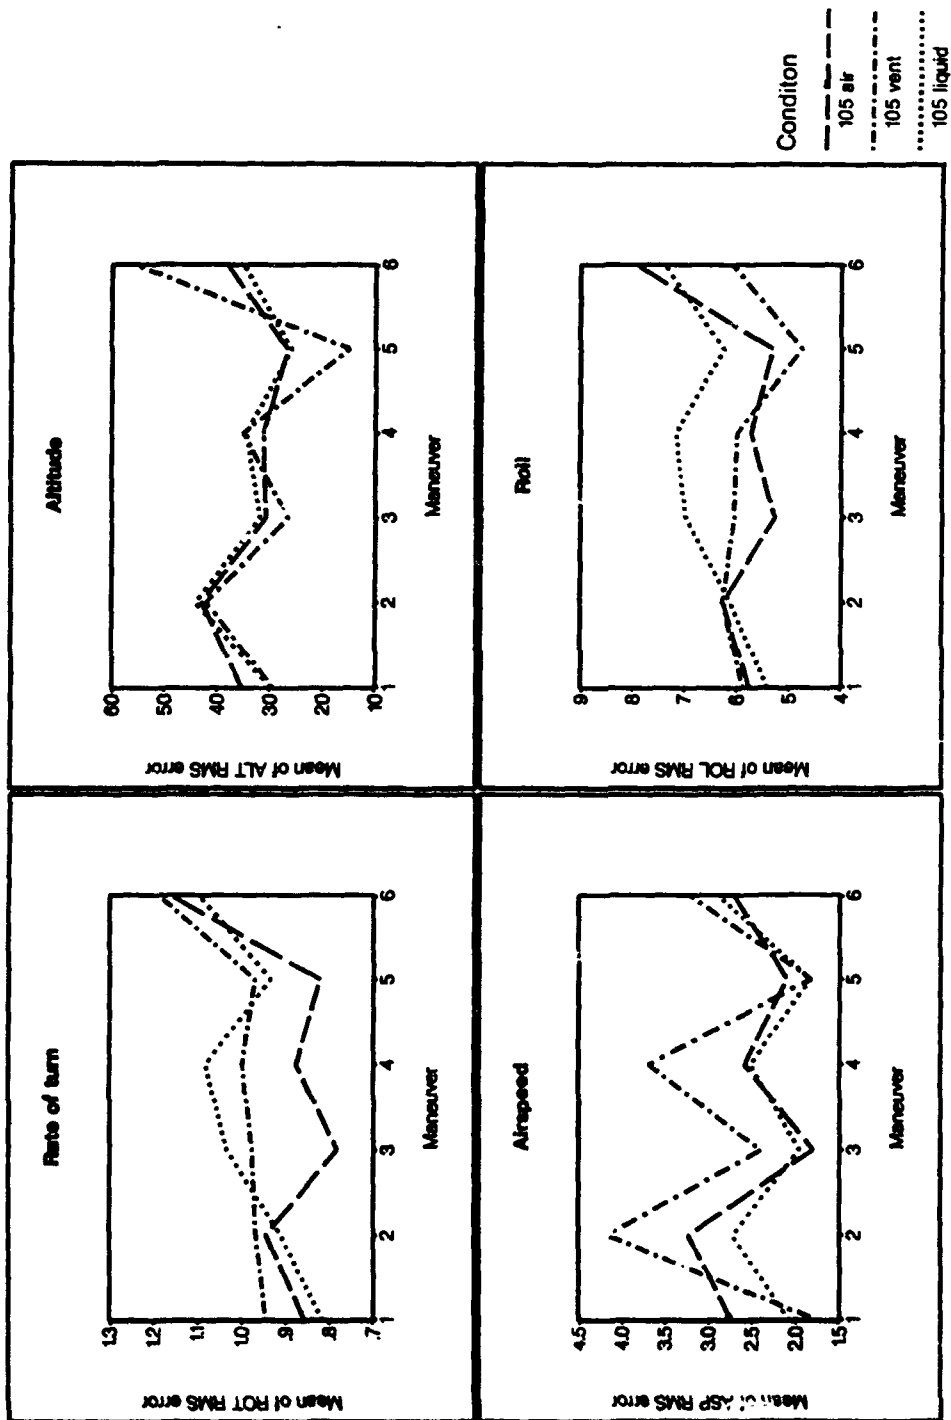 Rate of turn
Mean of ROT RMS error
1.3
1.2
1.1
1.0
.9
.8
.7
1 2 3 4 5 6
Maneuver
Altitude
Mean of ALT RMS error
60
50
40
30
20
10
1 2 3 4 5 6
Maneuver
Airspeed
Mean of ASP RMS error
4.5
4.0
3.5
3.0
2.5
2.0
1.5
1 2 3 4 5 6
Maneuver
Roll
Mean of ROL RMS error
9
8
7
6
5
4
1 2 3 4 5 6
Maneuver
Conditon
105 air
105 vent
105 liquid